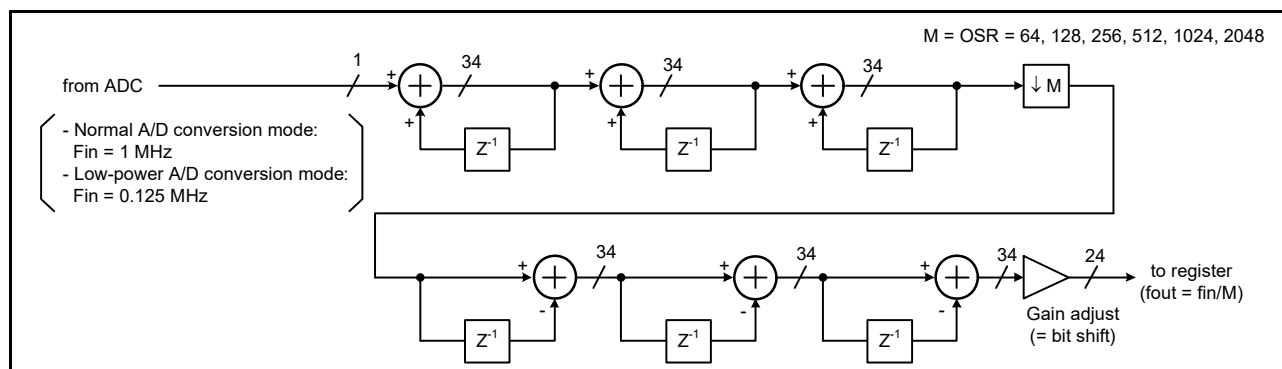 M = OSR = 64, 128, 256, 512, 1024, 2048
1
34
34
34
from ADC
+
+
+
↓ M
+
+
+
- Normal A/D conversion mode:
Fin = 1 MHz
- Low-power A/D conversion mode:
Fin = 0.125 MHz
Z-1
Z-1
Z-1
34
34
34
24
+
+
+
to register
(fout = fin/M)
-
-
-
Gain adjust
(= bit shift)
Z-1
Z-1
Z-1